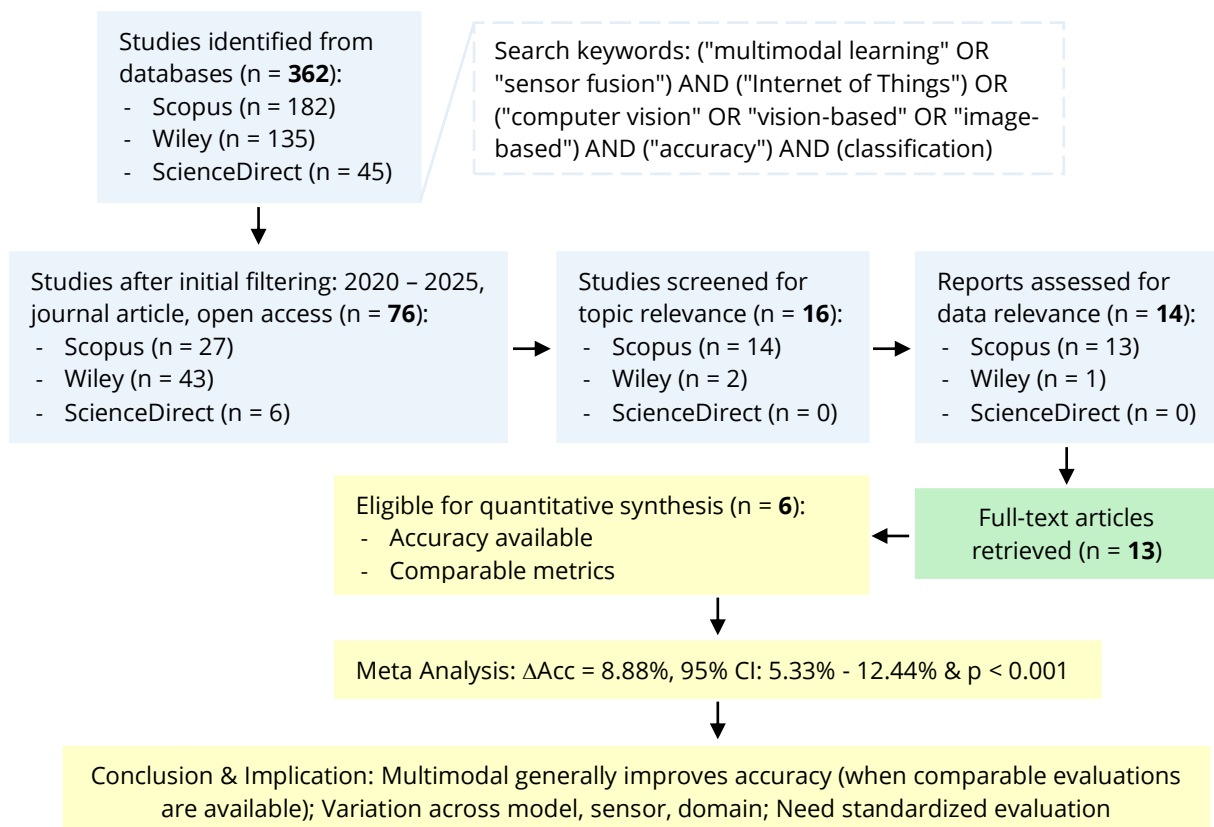 Studies identified from
databases (n = 362):
- Scopus (n = 182)
- Wiley (n = 135)
- ScienceDirect (n = 45)
Search keywords: ("multimodal learning" OR
"sensor fusion") AND ("Internet of Things") OR
("computer vision" OR "vision-based" OR "image-
based") AND ("accuracy") AND (classification)
Studies after initial filtering: 2020 – 2025,
journal article, open access (n = 76):
- Scopus (n = 27)
- Wiley (n = 43)
- ScienceDirect (n = 6)
Studies screened for
topic relevance (n = 16):
- Scopus (n = 14)
- Wiley (n = 2)
- ScienceDirect (n = 0)
Reports assessed for
data relevance (n = 14):
- Scopus (n = 13)
- Wiley (n = 1)
- ScienceDirect (n = 0)
Full-text articles
retrieved (n = 13)
Eligible for quantitative synthesis (n = 6):
- Accuracy available
- Comparable metrics
Meta Analysis: ΔAcc = 8.88%, 95% CI: 5.33% - 12.44% & p < 0.001
Conclusion & Implication: Multimodal generally improves accuracy (when comparable evaluations
are available); Variation across model, sensor, domain; Need standardized evaluation